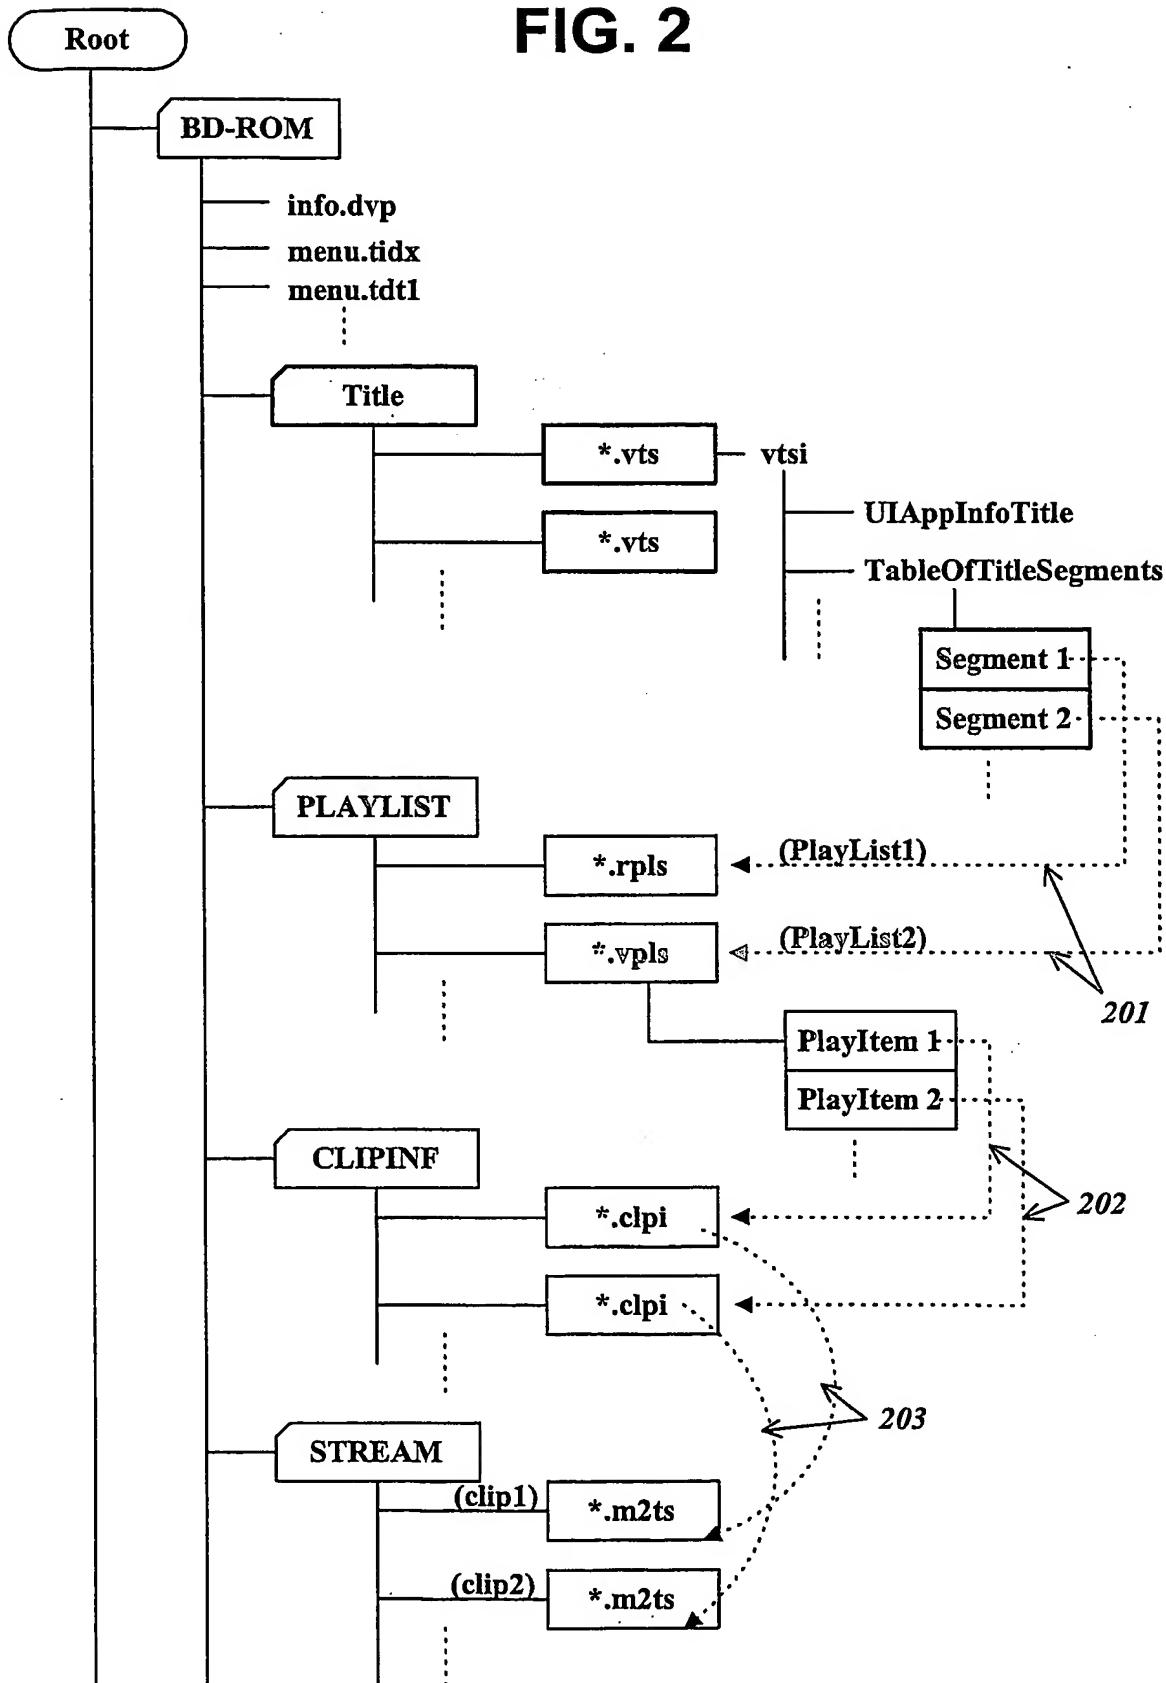 FIG. 2
Root
BD-ROM
info.dvp
menu.tidx
menu.tdt1
Title
*.vts
vtsi
UIAppInfoTitle
*.vts
TableOfTitleSegments
Segment 1
Segment 2
PLAYLIST
*.rpls
(PlayList1)
*.vpls
(PlayList2)
201
PlayItem 1
PlayItem 2
CLIPINF
*.clpi
202
*.clpi
203
STREAM
(clip1)
*.m2ts
(clip2)
*.m2ts